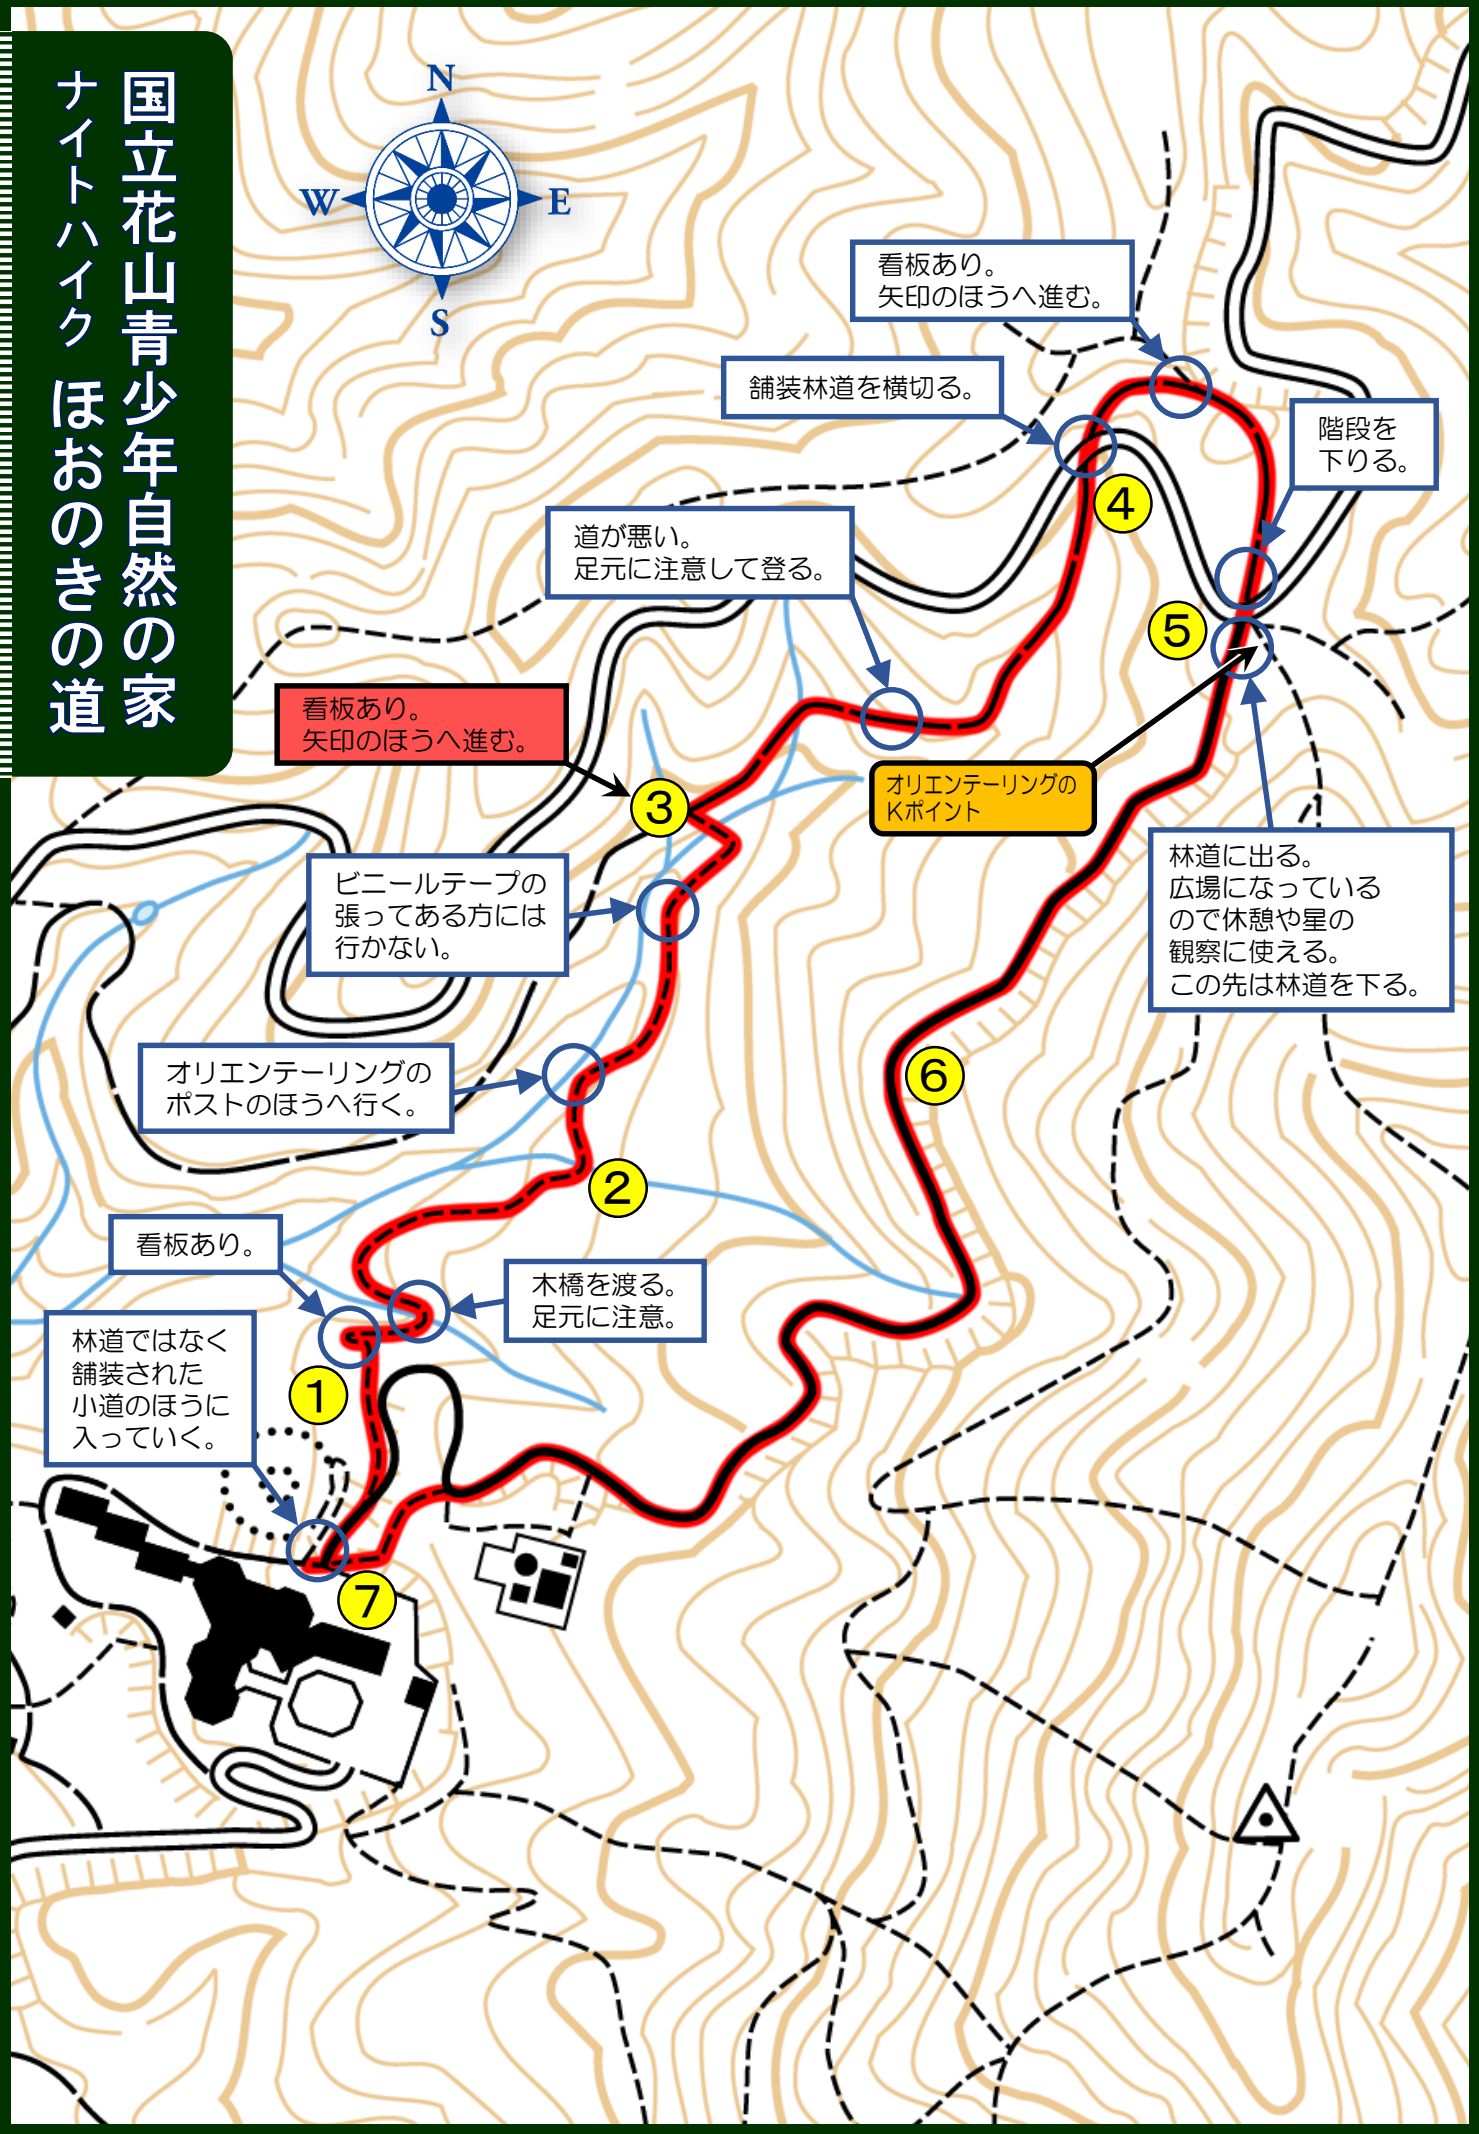 国立花山青少年自然の家
ナイトハイク ほおのきの道
N
W
E
S
看板あり。
矢印のほうへ進む。
舗装林道を横切る。
階段を
下りる。
④
道が悪い。
足元に注意して登る。
⑤
看板あり。
矢印のほうへ進む。
③
オリエンテーリングの
Kポイント
林道に出る。
広場になっている
ので休憩や星の
観察に使える。
この先は林道を下る。
ビニールテープの
張ってある方には
行かない。
オリエンテーリングの
ポストのほうへ行く。
⑥
②
看板あり。
木橋を渡る。
足元に注意。
林道ではなく
舗装された
小道のほうに
入っていく。
①
⑦